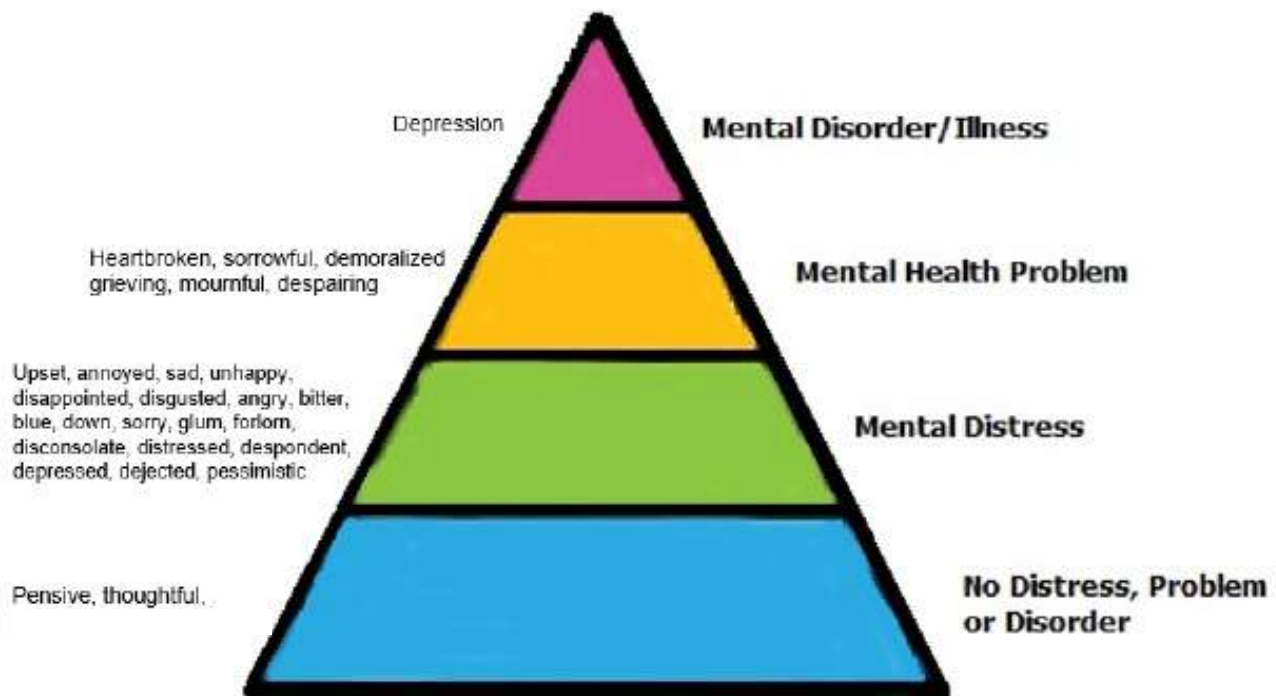 Depression
Mental Disorder/Illness
Heartbroken, sorrowful, demoralized
grieving, mournful, despairing
Mental Health Problem
Upset, annoyed, sad, unhappy,
disappointed, disgusted, angry, bitter,
blue, down, sorry, glum, forlorn,
disconsolate, distressed, despondent,
depressed, dejected, pessimistic
Mental Distress
Pensive, thoughtful,
No Distress, Problem
or Disorder